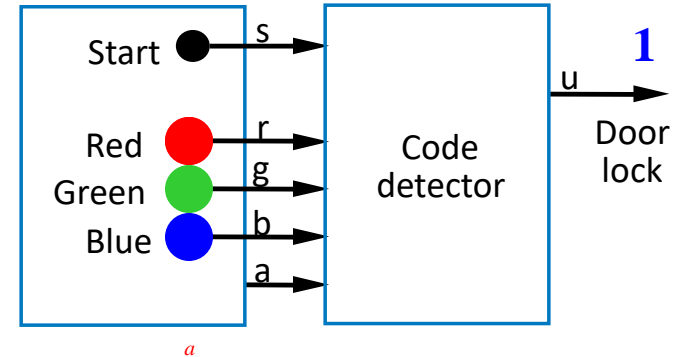 Start
s
1
u
Red
r
Door
lock
Green
g
Code
detector
Blue
b
a
a